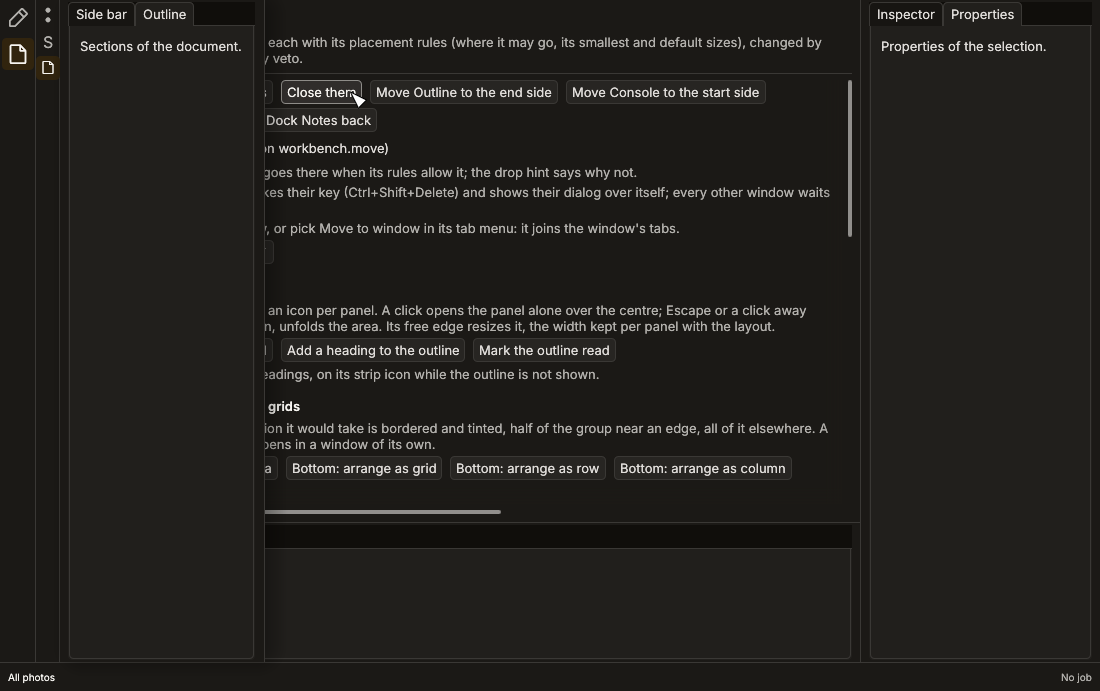 Side bar
Outline
Sections of the document.
S
each with its placement rules (where it may go, its smallest and default sizes), changed by
veto.
Close them
Move Outline to the end side
Move Console to the start side
Dock Notes back
on workbench.move)
goes there when its rules allow it; the drop hint says why not.
kes their key (Ctrl+Shift+Delete) and shows their dialog over itself; every other window waits
, or pick Move to window in its tab menu: it joins the window's tabs.
an icon per panel. A click opens the panel alone over the centre; Escape or a click away
n, unfolds the area. Its free edge resizes it, the width kept per panel with the layout.
Add a heading to the outline
Mark the outline read
eadings, on its strip icon while the outline is not shown.
grids
ion it would take is bordered and tinted, half of the group near an edge, all of it elsewhere. A
pens in a window of its own.
a
Bottom: arrange as grid
Bottom: arrange as row
Bottom: arrange as column
Inspector
Properties
Properties of the selection.
All photos
No job